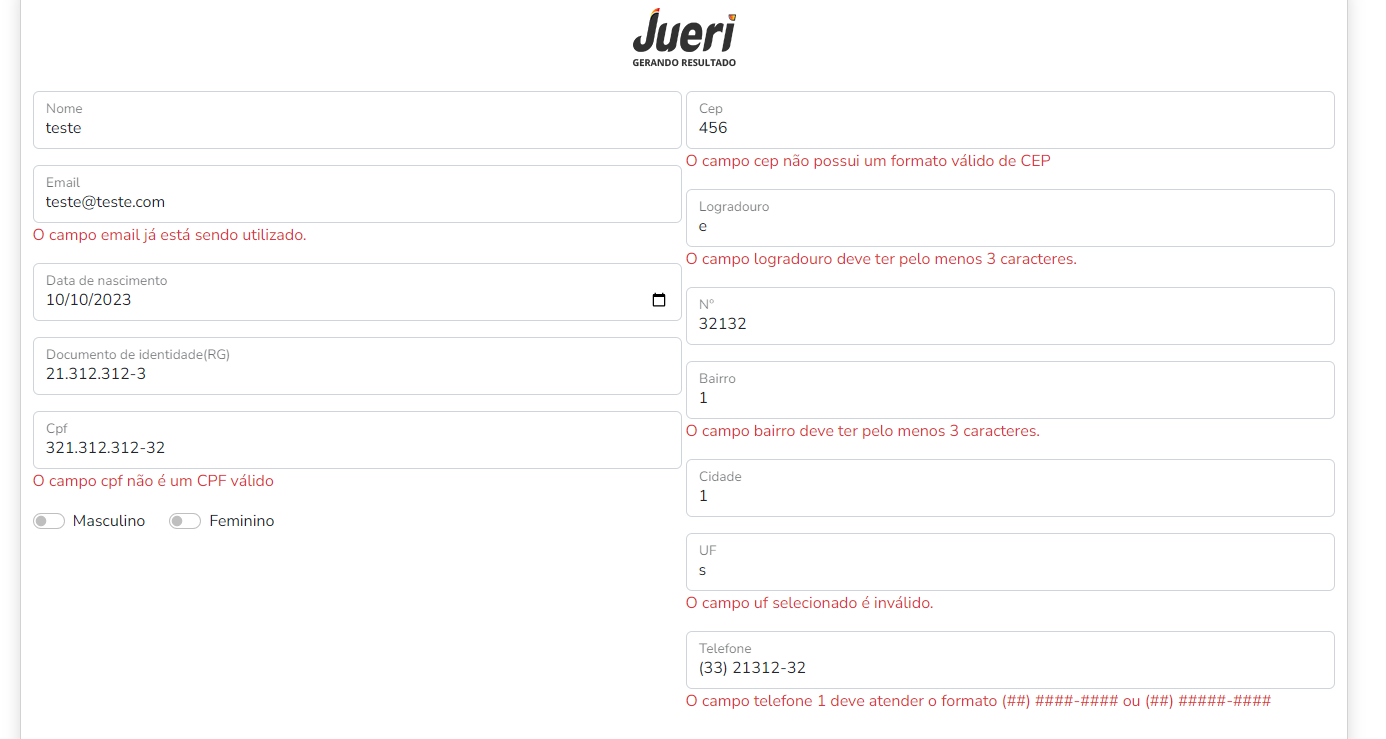 Jueri
GERANDO RESULTADO
Nome
teste
Email
teste@teste.com
O campo email já está sendo utilizado.
Data de nascimento
10/10/2023
Documento de identidade(RG)
21.312.312-3
Cpf
321.312.312-32
O campo cpf não é um CPF válido
Masculino Feminino
Cep
456
O campo cep não possui um formato válido de CEP
Logradouro
e
O campo logradouro deve ter pelo menos 3 caracteres.
Nº
32132
Bairro
1
O campo bairro deve ter pelo menos 3 caracteres.
Cidade
1
UF
s
O campo uf selecionado é inválido.
Telefone
(33) 21312-32
O campo telefone 1 deve atender o formato (##) ####-#### ou (##) #####-####